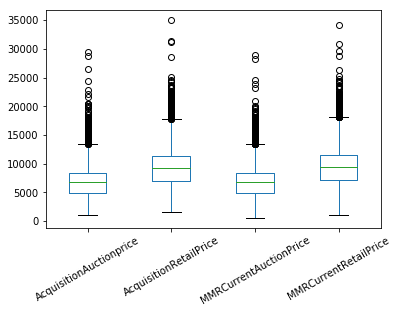 35000
30000
25000
20000
15000
10000
5000
0
AcquisitionAuctionprice
AcquisitionRetailPrice
MMRCurrentAuctionPrice
MMRCurrentRetailPrice